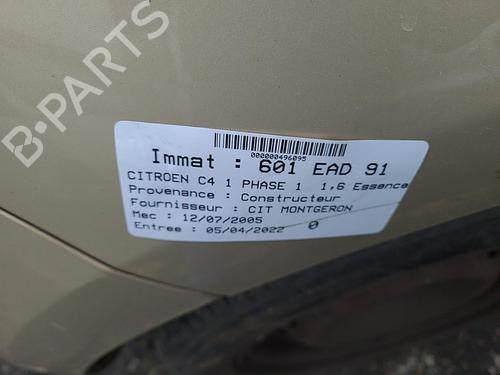 B-PARTS
000000496095
Immat : 601 EAD 91
CITROEN C4 1 PHASE 1 1.6 Essence
Provenance : Constructeur
Fournisseur : CIT MONTGERON
Mec : 12/07/2005
Entree : 05/04/2022 0